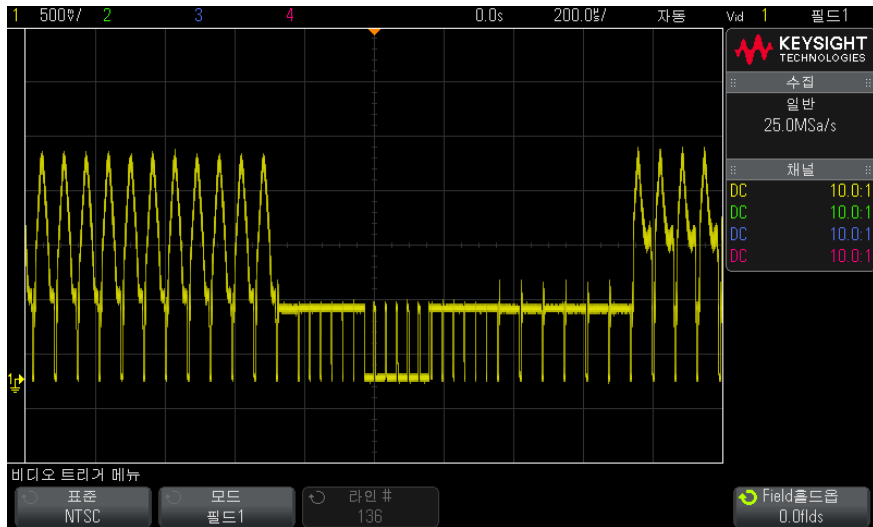 1 500㎷/ 2 3 4 0.0s 200.0㎲/ 자동 Vid 1 필드1
KEYSIGHT
TECHNOLOGIES
수집
일반
25.0MSa/s
채널
DC 10.0:1
DC 10.0:1
DC 10.0:1
DC 10.0:1
1
비디오 트리거 메뉴
표준
NTSC
모드
필드1
라인 #
136
Field홀드옵
0.0flds